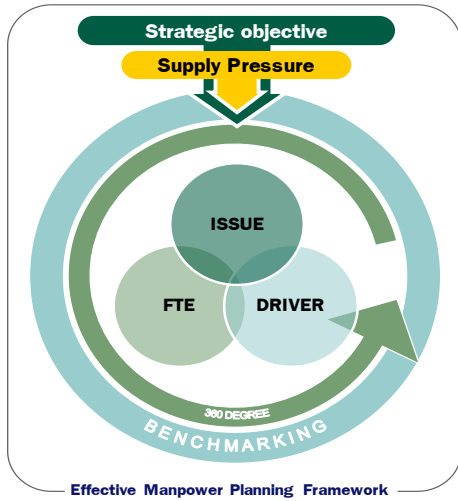 Strategic objective
Supply Pressure
ISSUE
FTE
DRIVER
360 DEGREE
BENCHMARKING
Effective Manpower Planning Framework